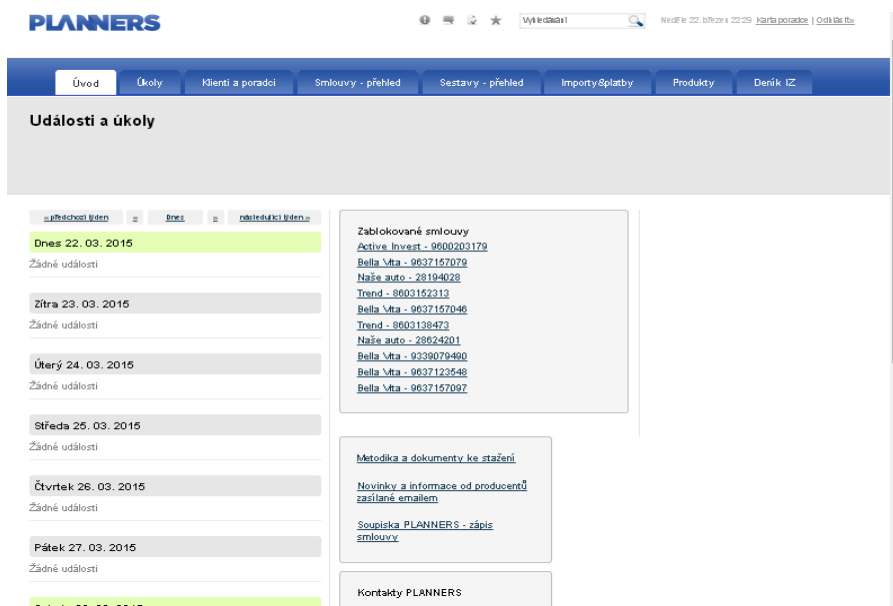 PLANNERS
Vyhledávání
Neděle 22. březen 22:29 Karta poradce | Odhlásit»
Úvod Úkoly Klienti a poradci Smlouvy - přehled Sestavy - přehled Importy&platby Produkty Deník IZ
Události a úkoly
« předchozí týden « Dnes » následující týden »
Dnes 22. 03. 2015
Žádné události
Zítra 23. 03. 2015
Žádné události
Úterý 24. 03. 2015
Žádné události
Středa 25. 03. 2015
Žádné události
Čtvrtek 26. 03. 2015
Žádné události
Pátek 27. 03. 2015
Žádné události
Zablokované smlouvy
Active Invest - 9600203179
Bella Vita - 9637157079
Naše auto - 28194028
Trend - 8603152313
Bella Vita - 9637157046
Trend - 8603138473
Naše auto - 28624201
Bella Vita - 9339079490
Bella Vita - 9637123548
Bella Vita - 9637157097
Metodika a dokumenty ke stažení
Novinky a informace od producentů
zasílané emailem
Soupiska PLANNERS - zápis
smlouvy
Kontakty PLANNERS